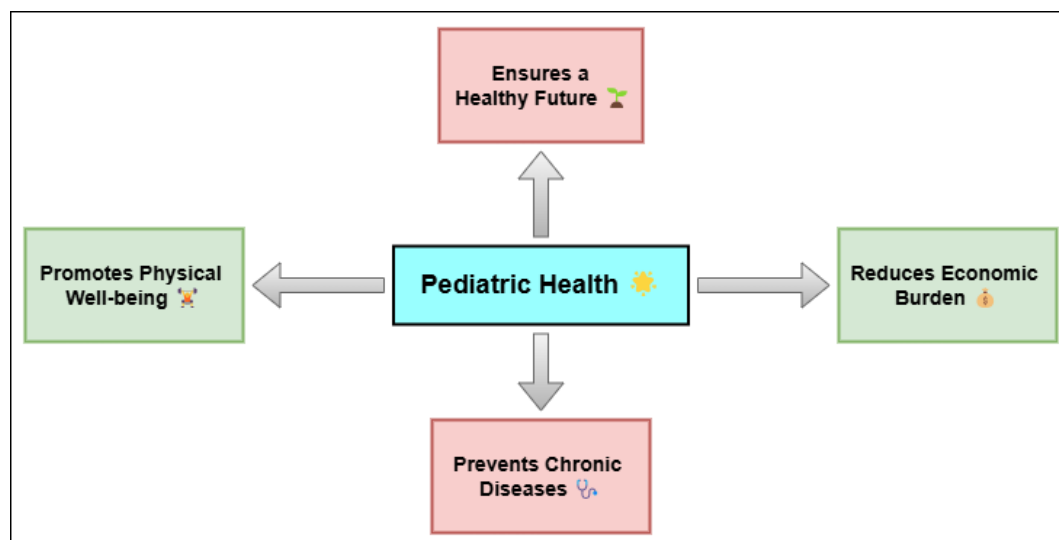 Ensures a
Healthy Future 🌱
Promotes Physical
Well-being 🏋️
Pediatric Health 🌟
Reduces Economic
Burden 💰
Prevents Chronic
Diseases 🩺